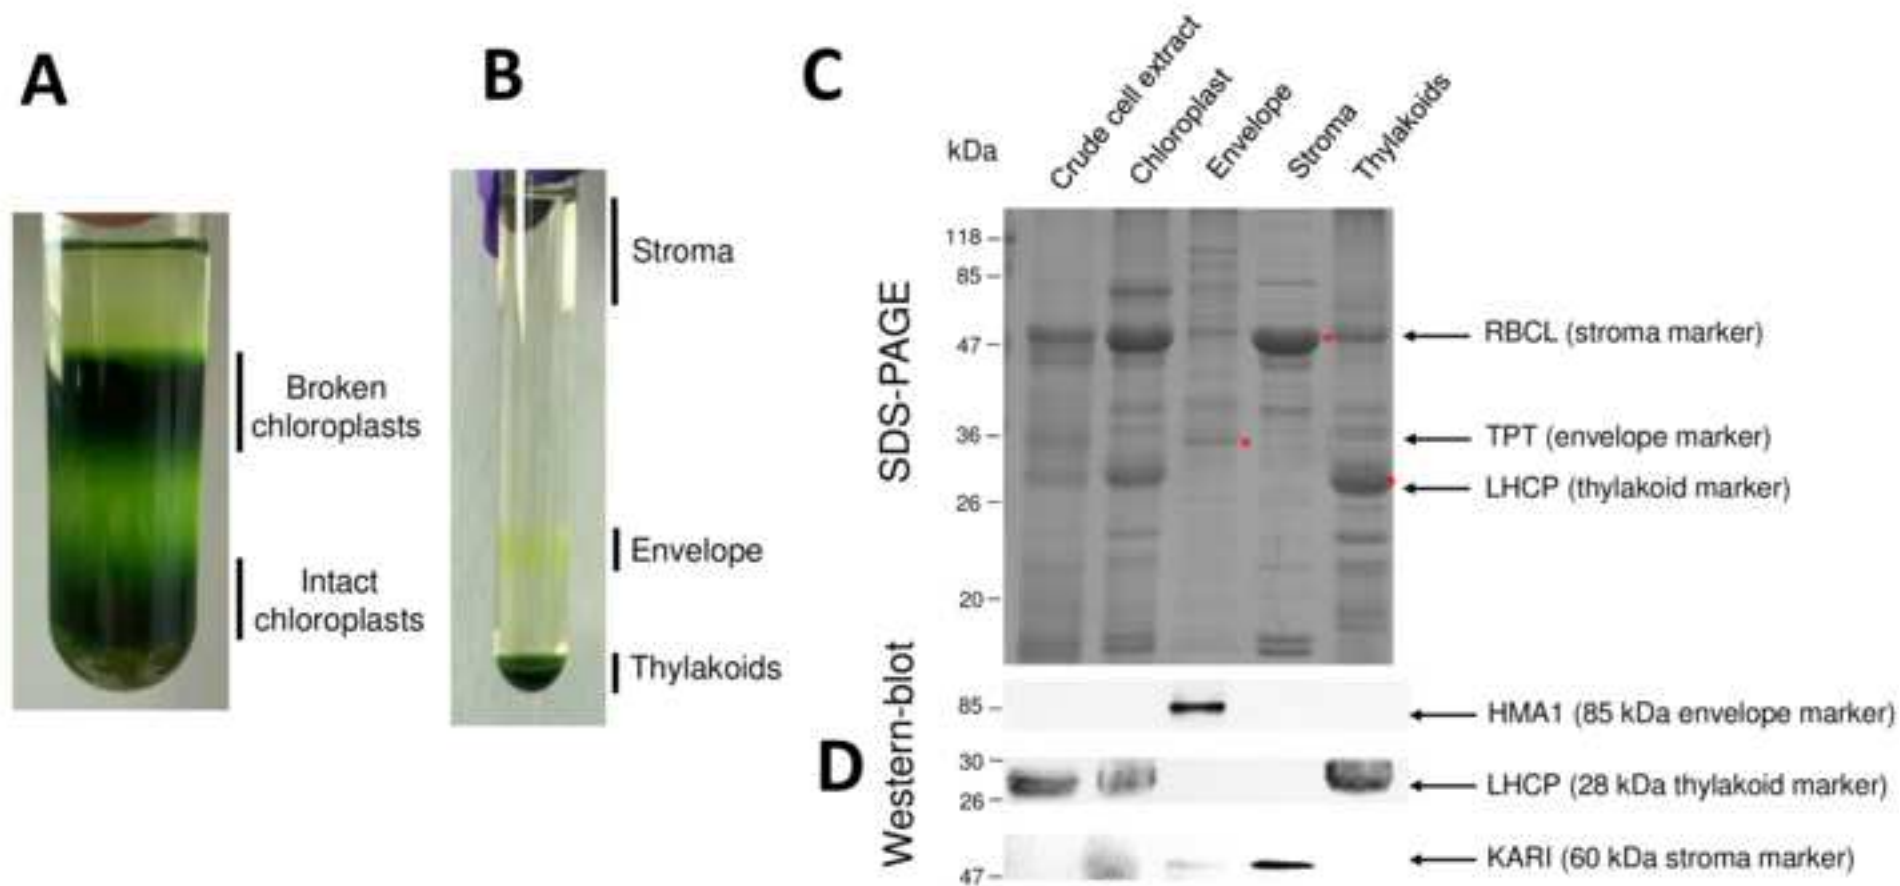 A
B
C
Broken
chloroplasts
Intact
chloroplasts
Stroma
Envelope
Thylakoids
kDa
Crude cell extract
Chloroplast
Envelope
Stroma
Thylakoids
SDS-PAGE
118
85
47
36
26
20
RBCL (stroma marker)
TPT (envelope marker)
LHCP (thylakoid marker)
D
Western-blot
85
HMA1 (85 kDa envelope marker)
30
26
LHCP (28 kDa thylakoid marker)
47
KARI (60 kDa stroma marker)